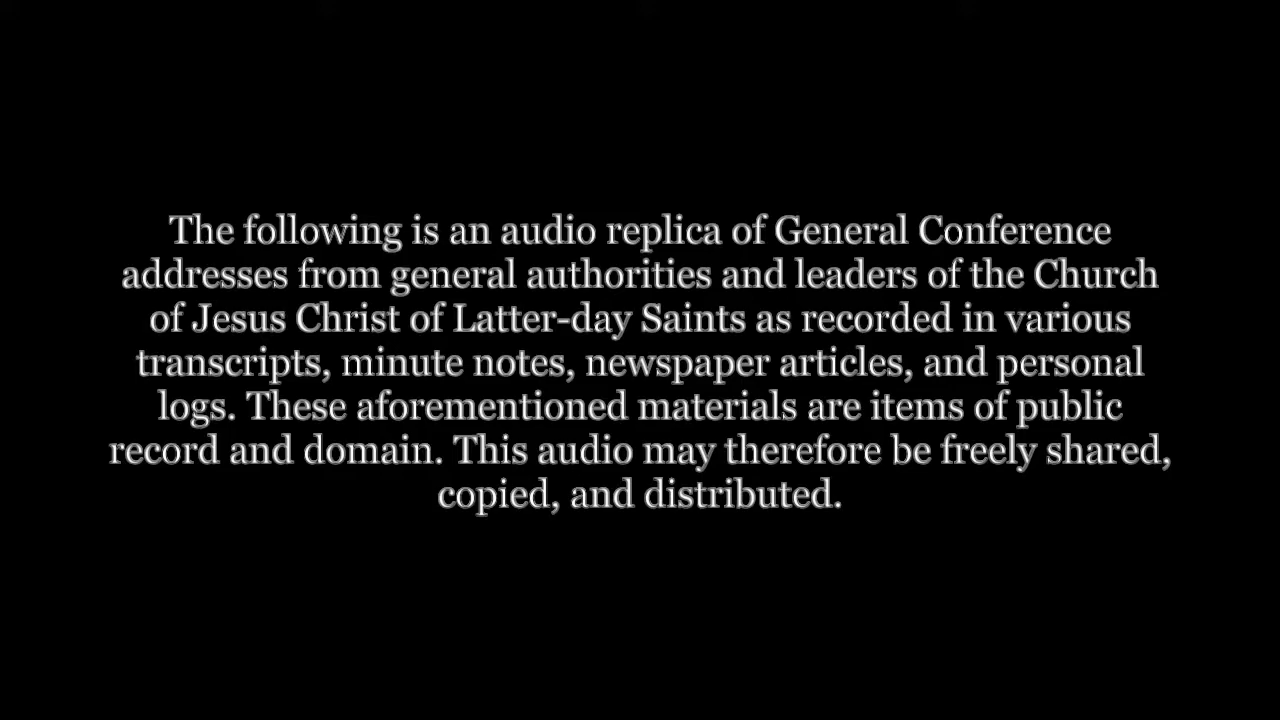 The following is an audio replica of General Conference
addresses from general authorities and leaders of the Church
of Jesus Christ of Latter-day Saints as recorded in various
transcripts, minute notes, newspaper articles, and personal
logs. These aforementioned materials are items of public
record and domain. This audio may therefore be freely shared,
copied, and distributed.